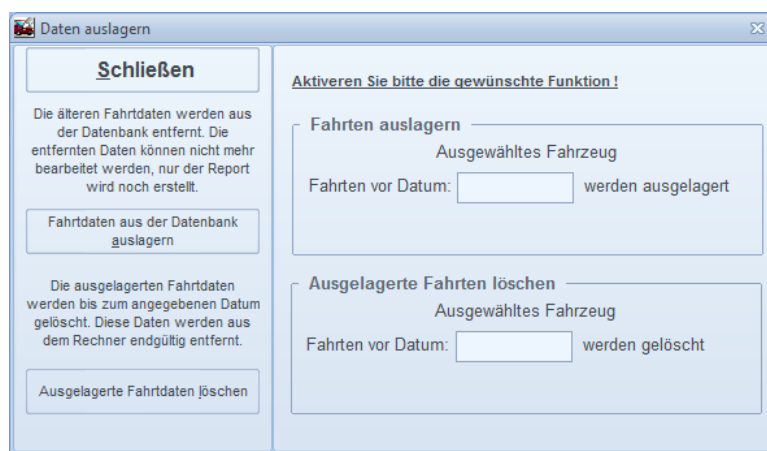 Daten auslagern
Schließen
Die älteren Fahrtdaten werden aus
der Datenbank entfernt. Die
entfernten Daten können nicht mehr
bearbeitet werden, nur der Report
wird noch erstellt.
Fahrtdaten aus der Datenbank
auslagern
Die ausgelagerten Fahrtdaten
werden bis zum angegebenen Datum
gelöscht. Diese Daten werden aus
dem Rechner endgültig entfernt.
Ausgelagerte Fahrtdaten löschen
Aktiveren Sie bitte die gewünschte Funktion !
Fahrten auslagern
Ausgewähltes Fahrzeug
Fahrten vor Datum: werden ausgelagert
Ausgelagerte Fahrten löschen
Ausgewähltes Fahrzeug
Fahrten vor Datum: werden gelöscht